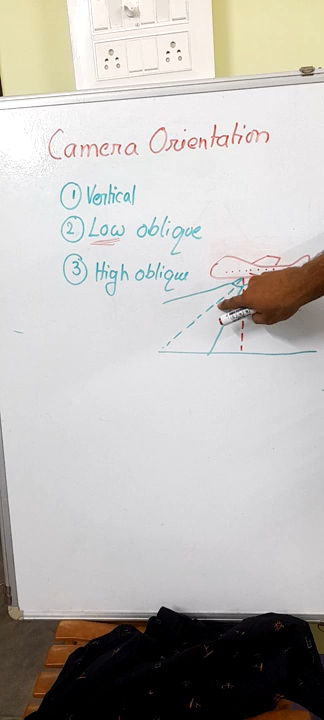 Camera Orientation
① Vertical
② Low oblique
③ High oblique